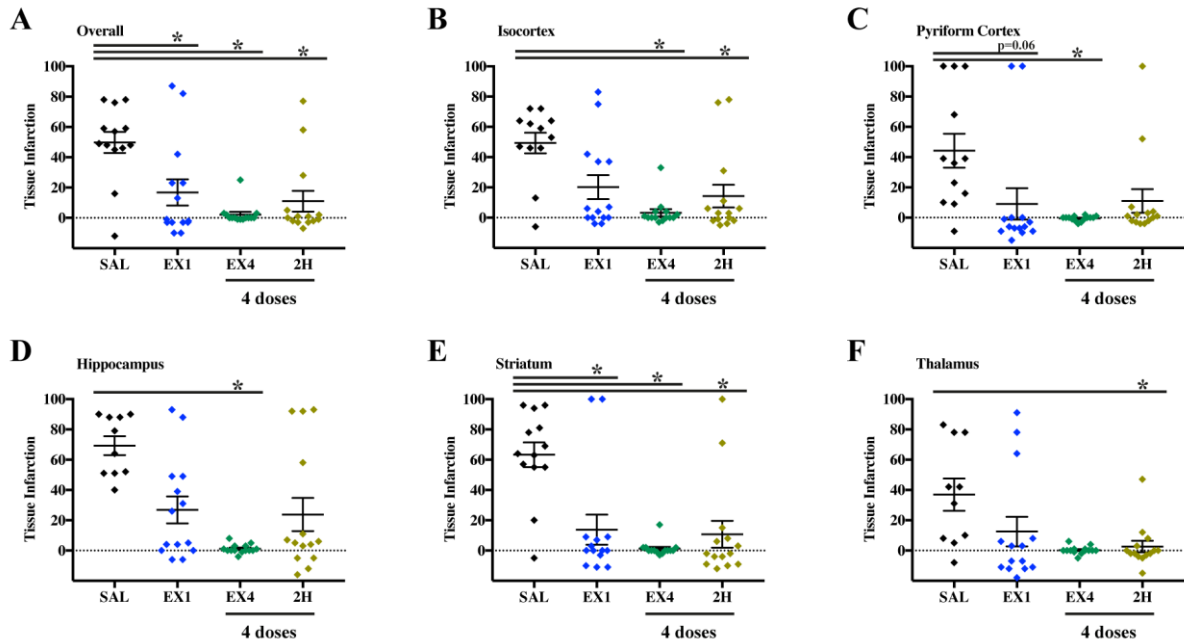 A
Overall
*
*
*
Tissue Infarction
100
80
60
40
20
0
SAL EX1 EX4 2H
4 doses
B
Isocortex
*
*
Tissue Infarction
100
80
60
40
20
0
SAL EX1 EX4 2H
4 doses
C
Pyriform Cortex
p=0.06
*
Tissue Infarction
100
80
60
40
20
0
SAL EX1 EX4 2H
4 doses
D
Hippocampus
*
Tissue Infarction
100
80
60
40
20
0
SAL EX1 EX4 2H
4 doses
E
Striatum
*
*
*
Tissue Infarction
100
80
60
40
20
0
SAL EX1 EX4 2H
4 doses
F
Thalamus
*
Tissue Infarction
100
80
60
40
20
0
SAL EX1 EX4 2H
4 doses